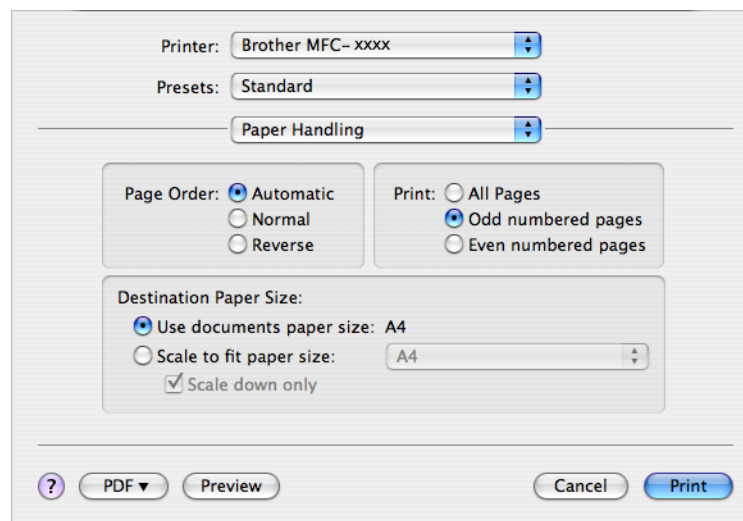 Printer: Brother MFC-xxxx
Presets: Standard
Paper Handling
Page Order: Automatic
Normal
Reverse
Print: All Pages
Odd numbered pages
Even numbered pages
Destination Paper Size:
Use documents paper size: A4
Scale to fit paper size: A4
Scale down only
? PDF▼ Preview Cancel Print